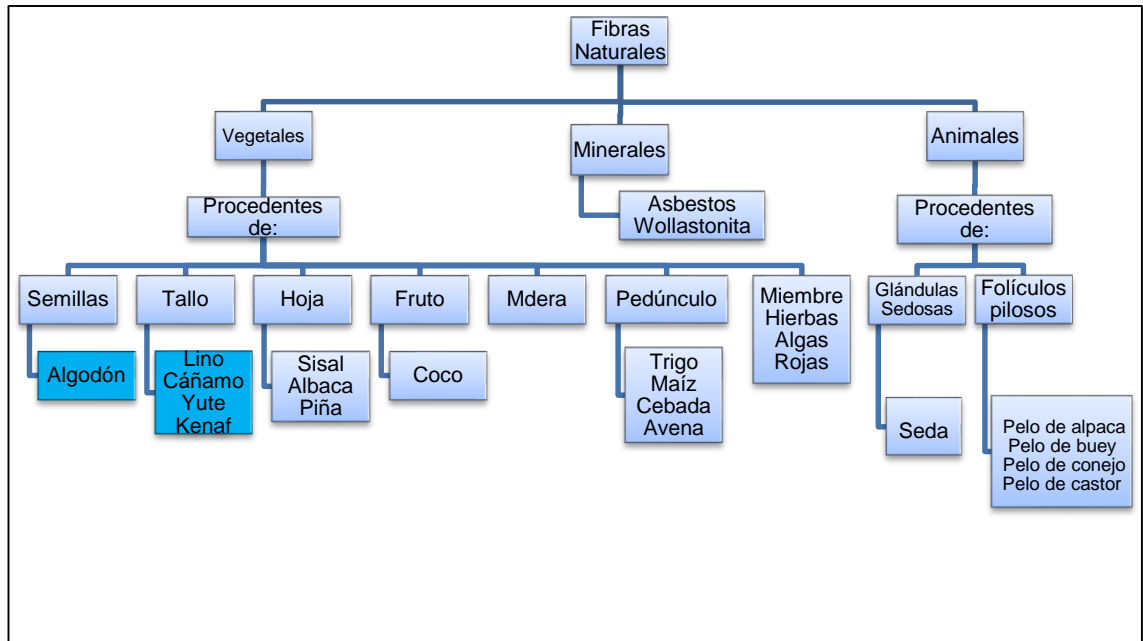 Fibras
Naturales
Vegetales
Minerales
Animales
Procedentes
de:
Asbestos
Wollastonita
Procedentes
de:
Semillas
Tallo
Hoja
Fruto
Mdera
Pedúnculo
Miembre
Hierbas
Algas
Rojas
Glándulas
Sedosas
Folículos
pilosos
Algodón
Lino
Cáñamo
Yute
Kenaf
Sisal
Albaca
Piña
Coco
Trigo
Maíz
Cebada
Avena
Seda
Pelo de alpaca
Pelo de buey
Pelo de conejo
Pelo de castor